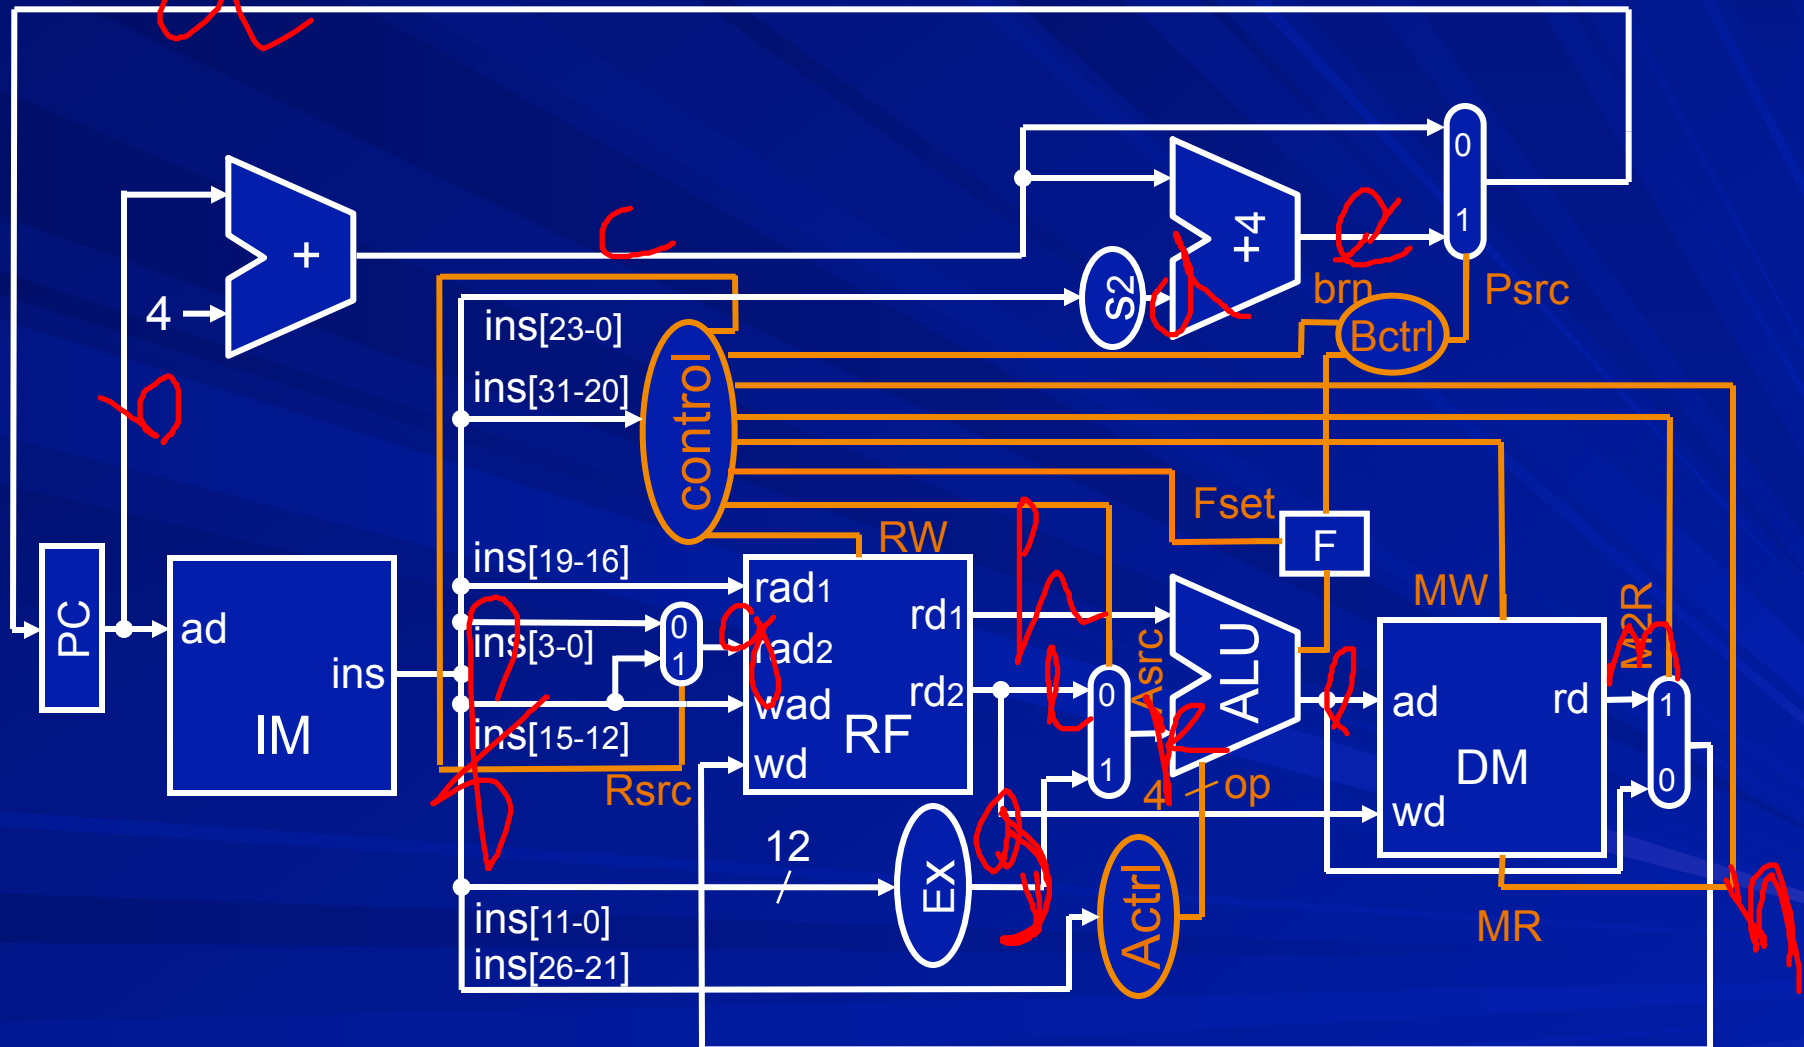 a
0
1
+
+4
c
e
s2
d
brn
Psrc
Bctrl
4
ins[23-0]
control
ins[31-20]
b
Fset
F
RW
h
MW
M2R
ins[19-16]
PC
ad
ins
IM
rad1
rad2
wad
wd
rd1
rd2
RF
0
1
g
ins[3-0]
ins[15-12]
f
Rsrc
i
0
1
Asrc
k
ALU
4
op
l
ad
wd
rd
DM
m
1
0
12
Ex
j
Actrl
MR
n
ins[11-0]
ins[26-21]